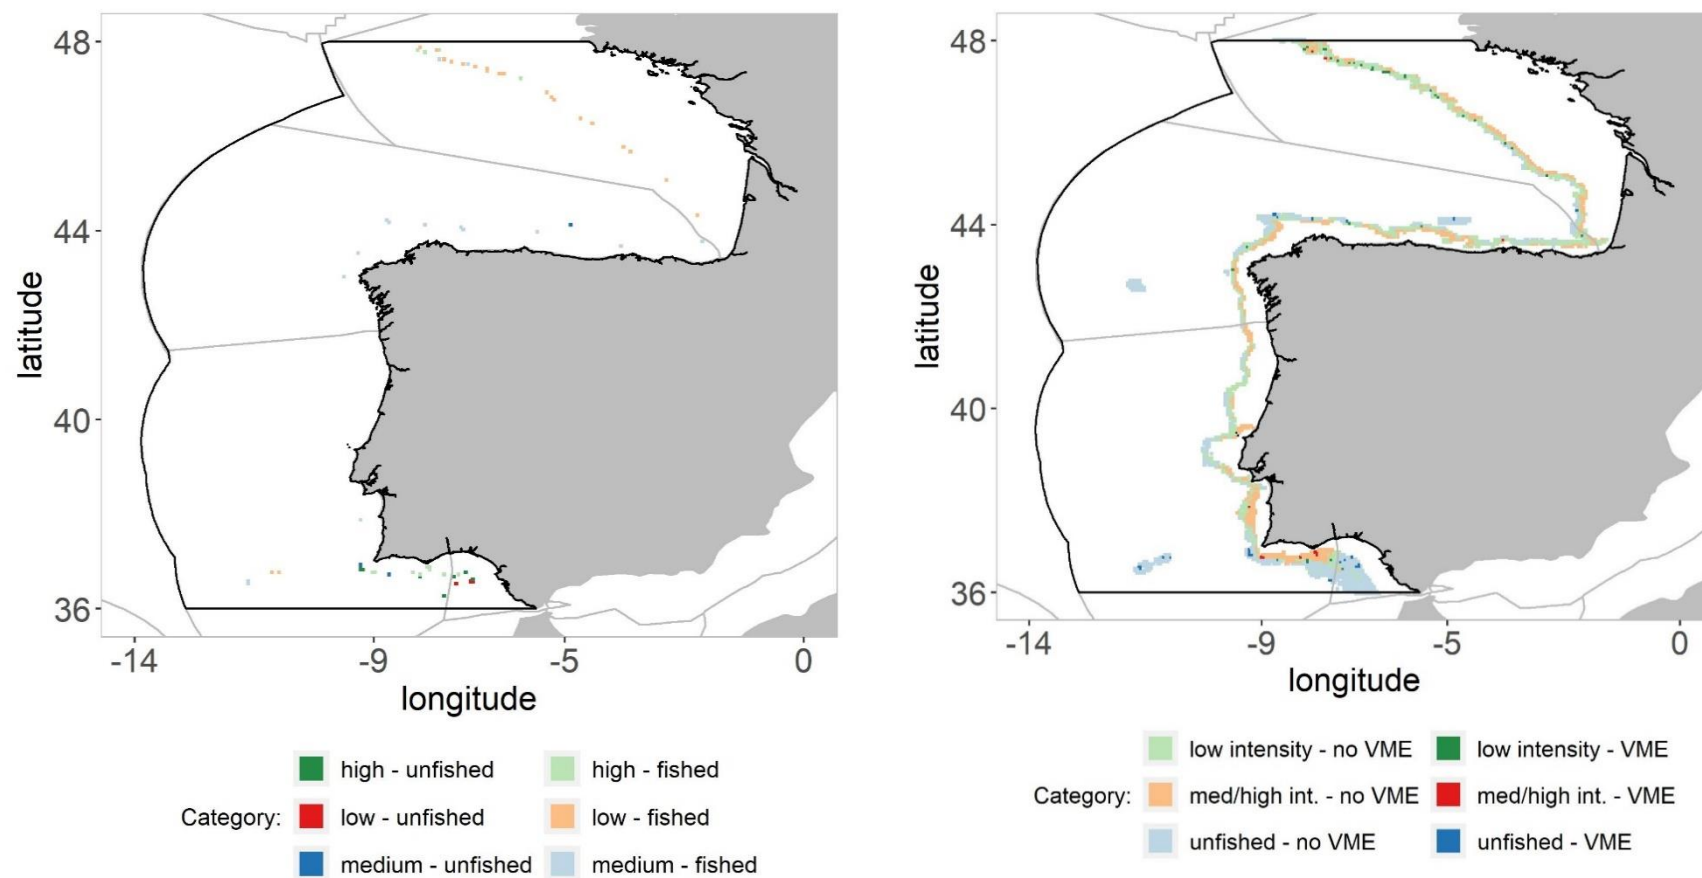 48
44
40
36
latitude
-14
-9
-5
0
longitude
Category:
high - unfished
high - fished
low - unfished
low - fished
medium - unfished
medium - fished
48
44
40
36
latitude
-14
-9
-5
0
longitude
Category:
low intensity - no VME
low intensity - VME
med/high int. - no VME
med/high int. - VME
unfished - no VME
unfished - VME